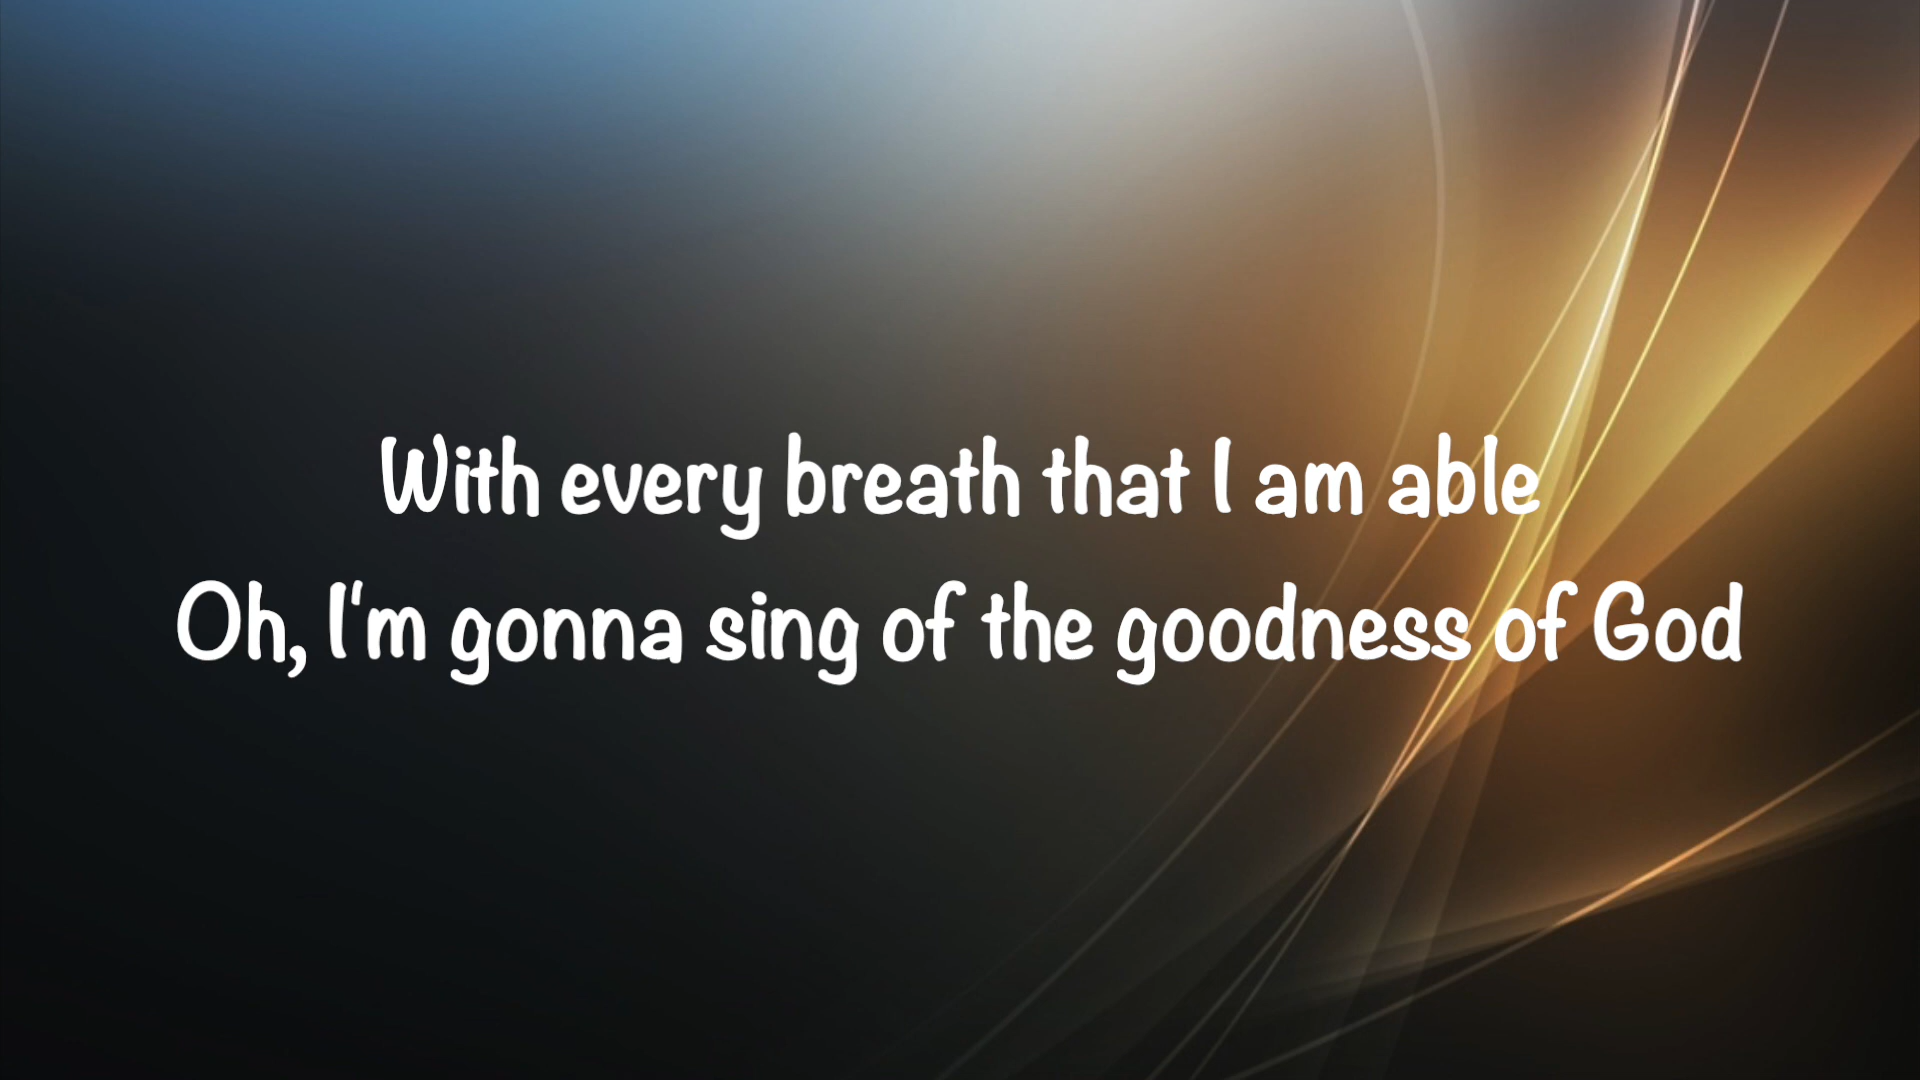 With every breath that I am able
Oh, I'm gonna sing of the goodness of God